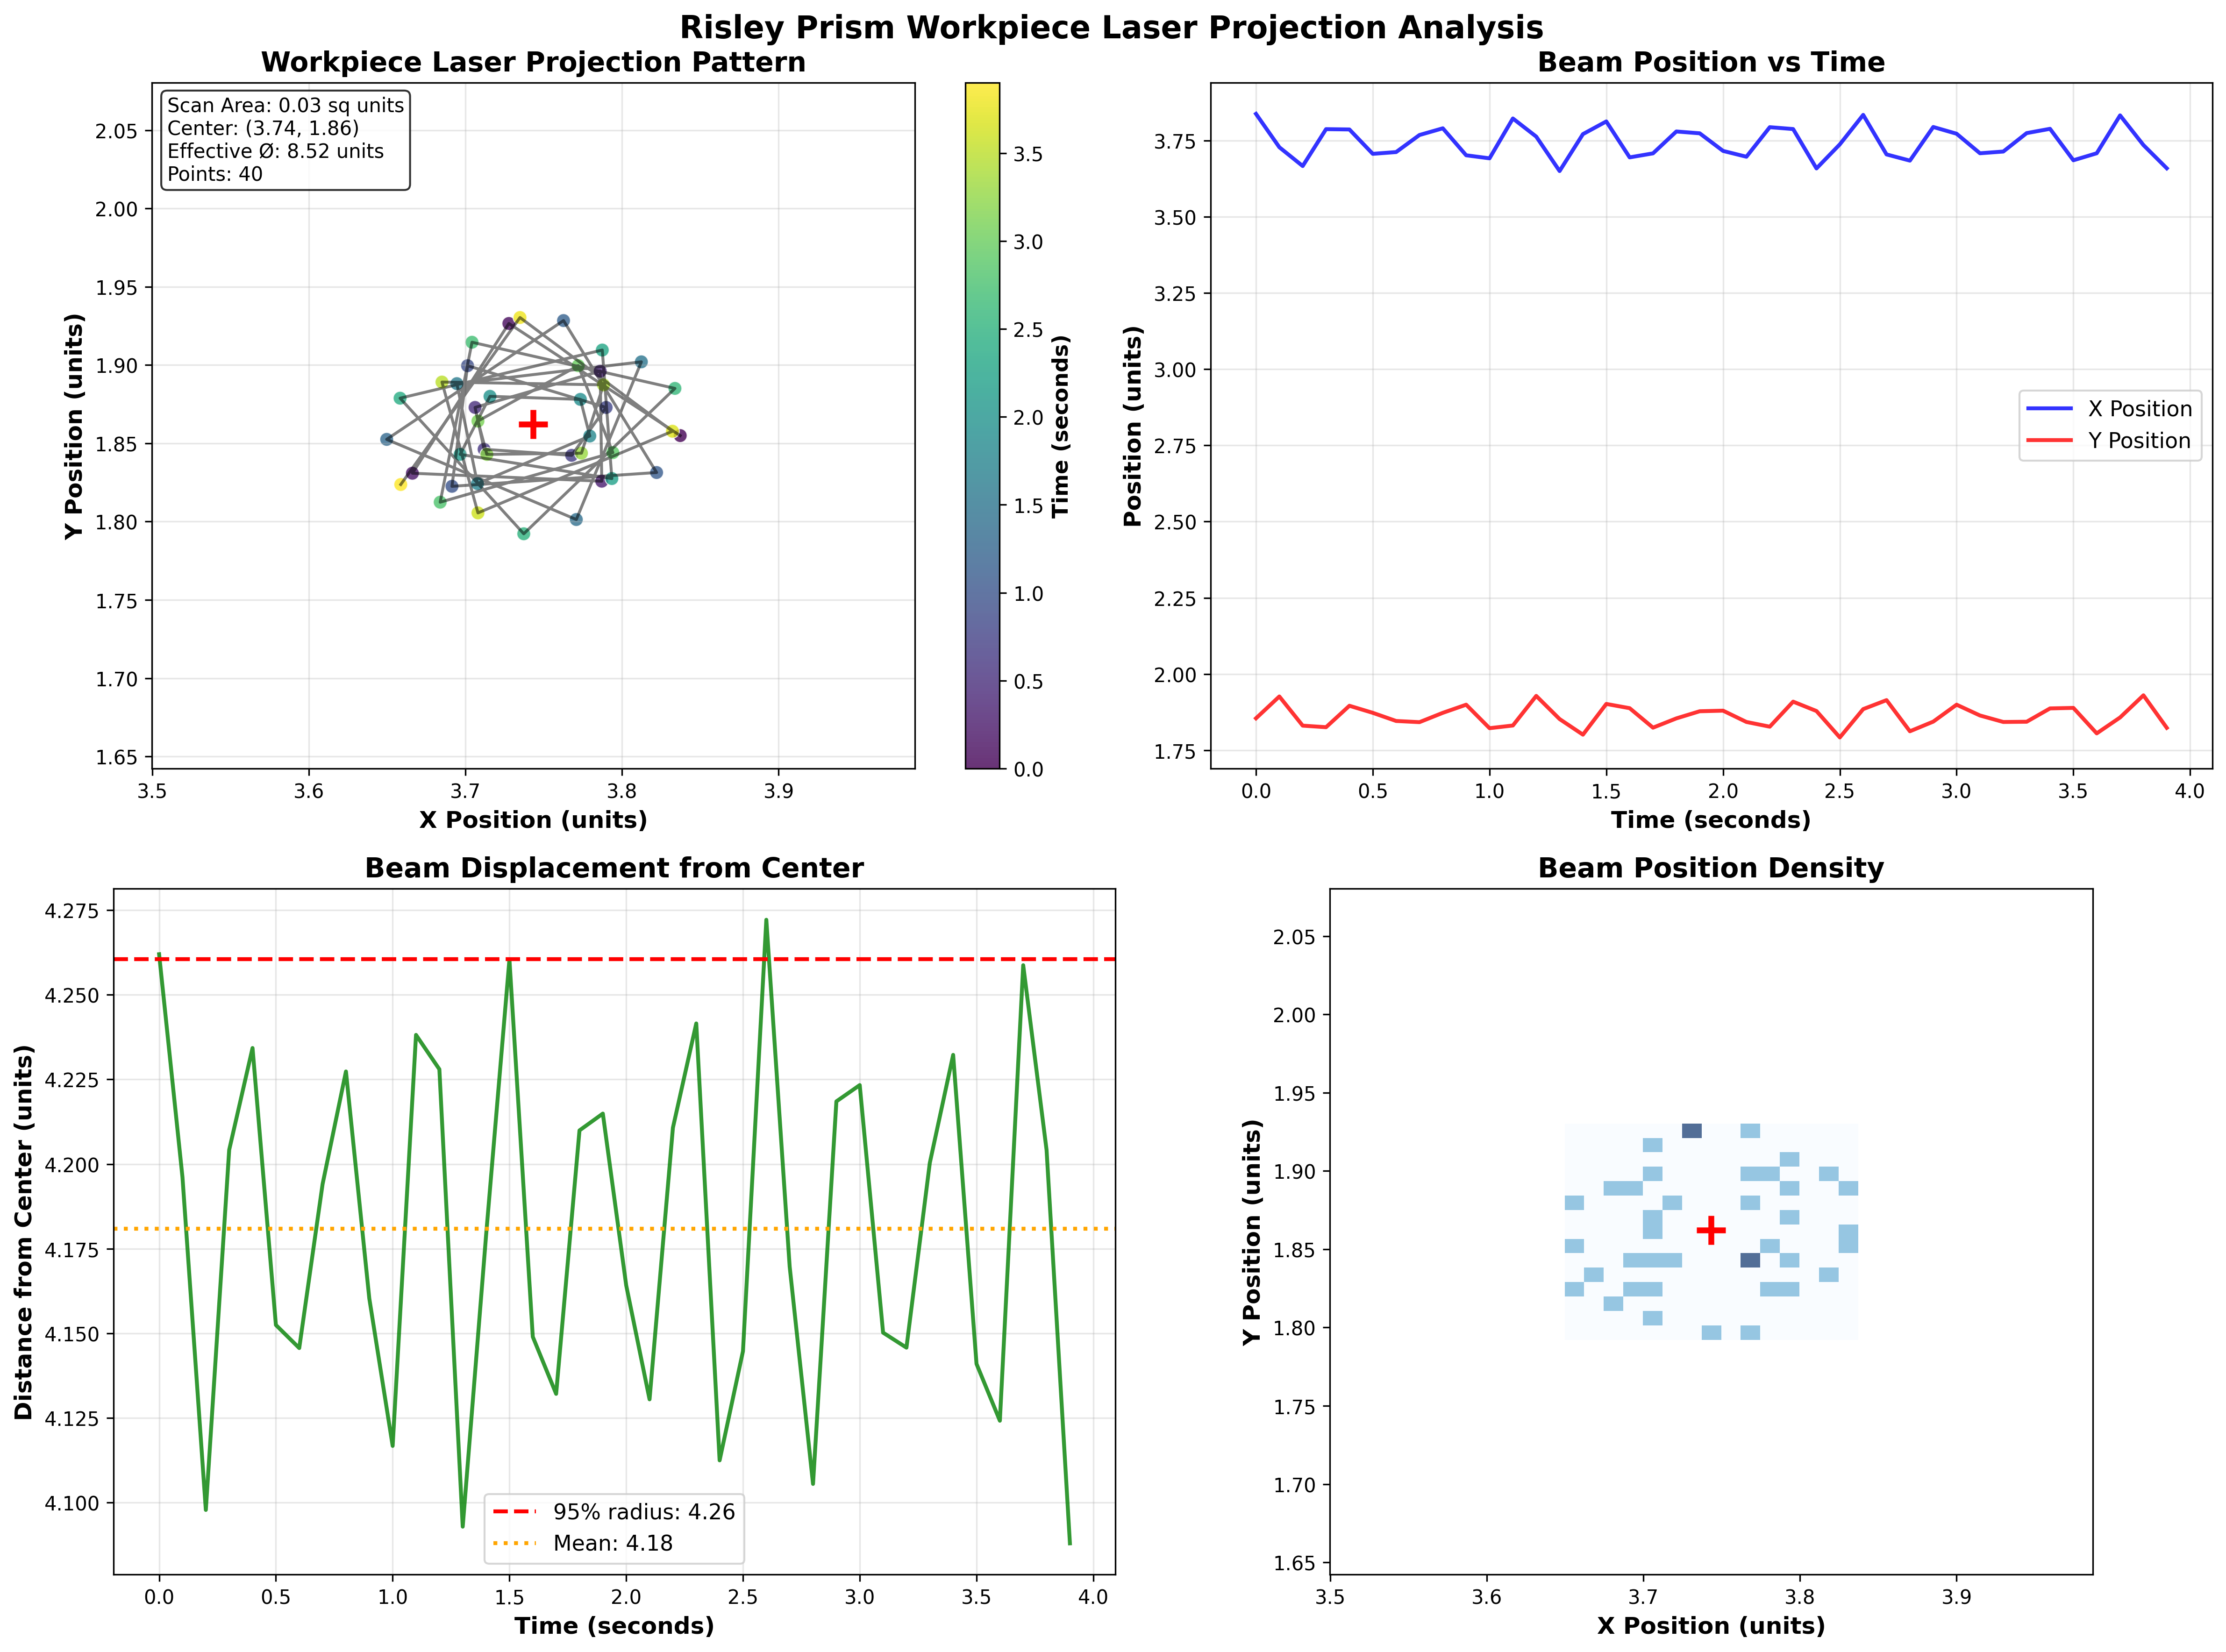 Risley Prism Workpiece Laser Projection Analysis
Workpiece Laser Projection Pattern
Scan Area: 0.03 sq units
Center: (3.74, 1.86)
Effective Ø: 8.52 units
Points: 40
2.05
2.00
1.95
1.90
1.85
1.80
1.75
1.70
1.65
Y Position (units)
3.5 3.6 3.7 3.8 3.9
X Position (units)
3.5
3.0
2.5
2.0
1.5
1.0
0.5
0.0
Time (seconds)
Beam Position vs Time
3.75
3.50
3.25
3.00
2.75
2.50
2.25
2.00
1.75
Position (units)
X Position
Y Position
0.0 0.5 1.0 1.5 2.0 2.5 3.0 3.5 4.0
Time (seconds)
Beam Displacement from Center
4.275
4.250
4.225
4.200
4.175
4.150
4.125
4.100
Distance from Center (units)
95% radius: 4.26
Mean: 4.18
0.0 0.5 1.0 1.5 2.0 2.5 3.0 3.5 4.0
Time (seconds)
Beam Position Density
2.05
2.00
1.95
1.90
1.85
1.80
1.75
1.70
1.65
Y Position (units)
3.5 3.6 3.7 3.8 3.9
X Position (units)